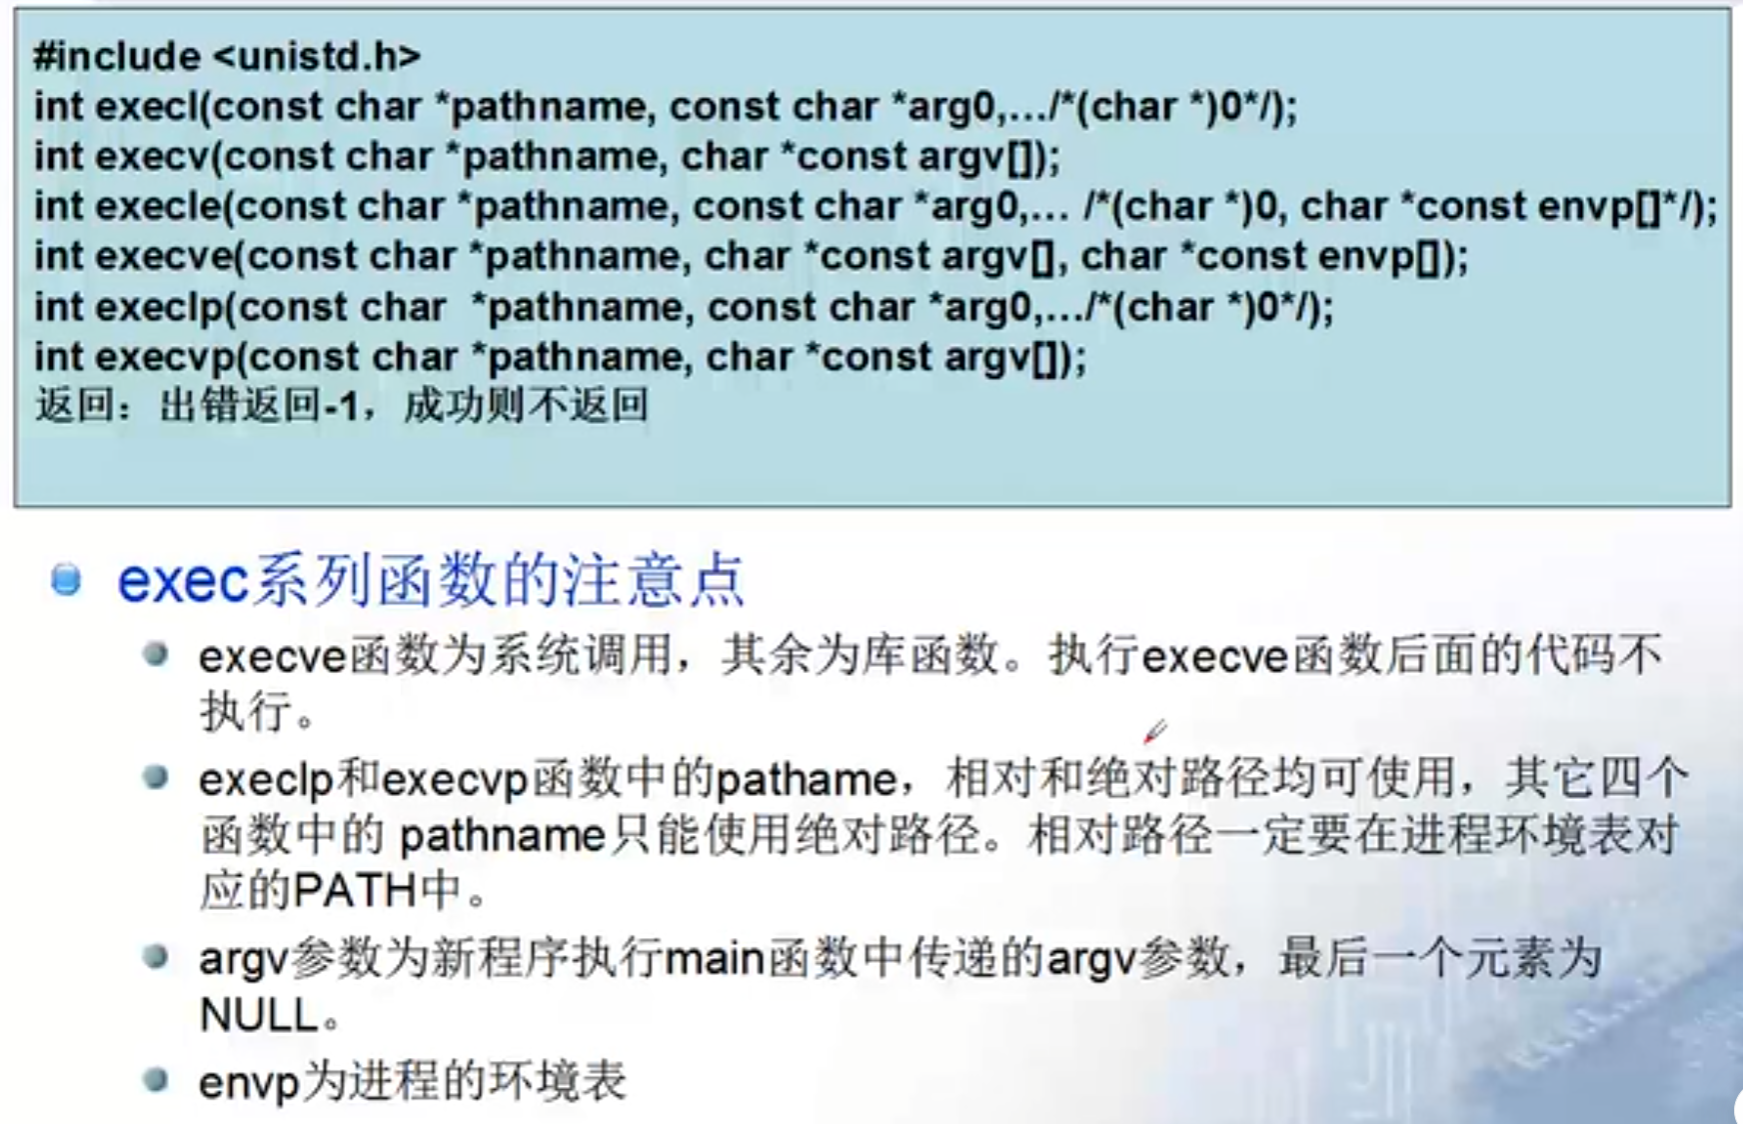 #include <unistd.h>
int execl(const char *pathname, const char *arg0,.../*(char *)0*/);
int execv(const char *pathname, char *const argv[]);
int execle(const char *pathname, const char *arg0,... /*(char *)0, char *const envp[]*/);
int execve(const char *pathname, char *const argv[], char *const envp[]);
int execlp(const char  *pathname, const char *arg0,.../*(char *)0*/);
int execvp(const char *pathname, char *const argv[]);
返回：出错返回-1，成功则不返回
exec系列函数的注意点
execve函数为系统调用，其余为库函数。执行execve函数后面的代码不
执行。
execlp和execvp函数中的pathame，相对和绝对路径均可使用，其它四个
函数中的 pathname只能使用绝对路径。相对路径一定要在进程环境表对
应的PATH中。
argv参数为新程序执行main函数中传递的argv参数，最后一个元素为
NULL。
envp为进程的环境表